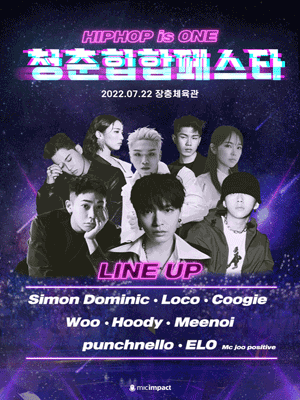 HIPHOP is ONE
청춘힙합페스타
2022.07.22 장충체육관
LINE UP
Simon Dominic · Loco · Coogie
Woo · Hoody · Meenoi
punchnello · ELO Mc joo positive
micimpact